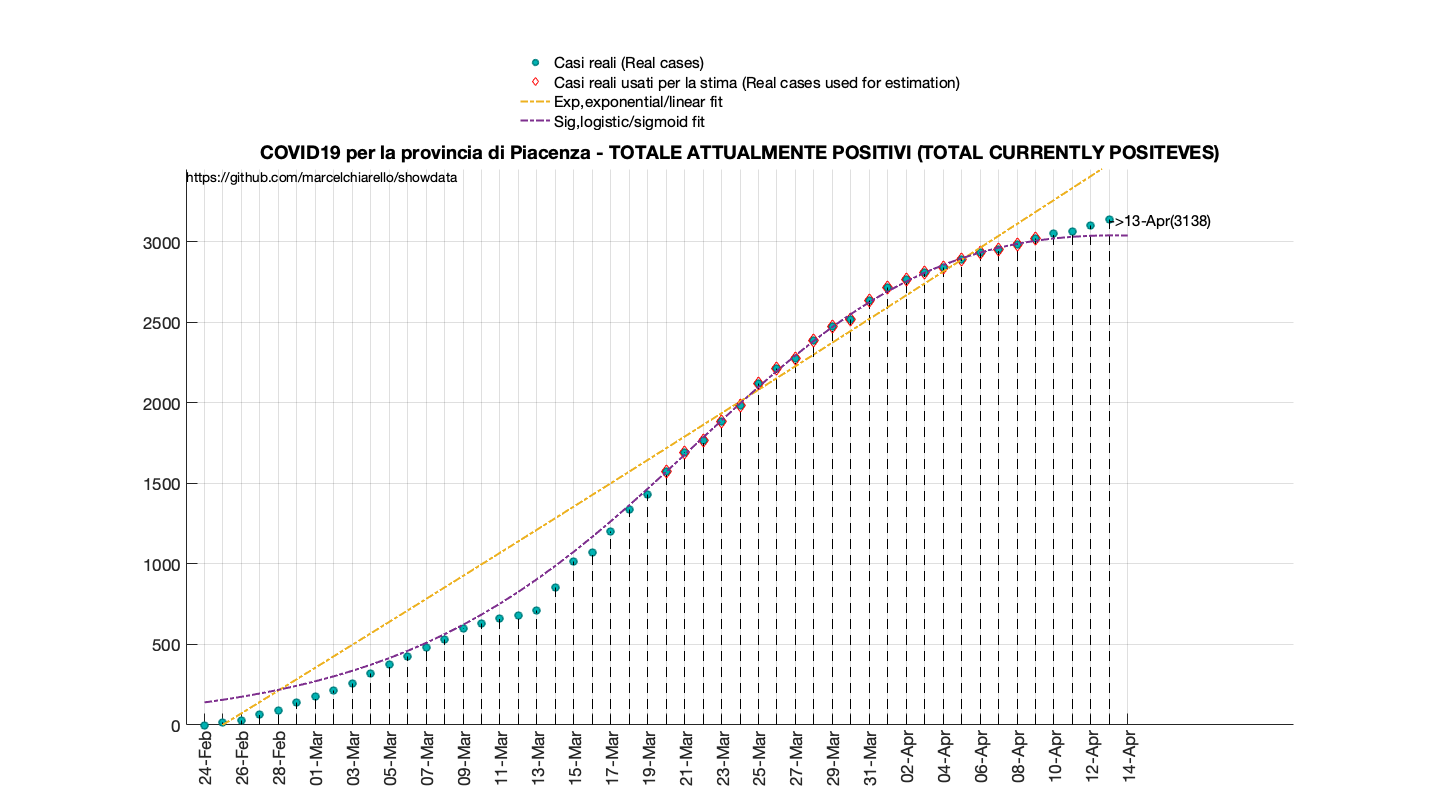 Casi reali (Real cases)
Casi reali usati per la stima (Real cases used for estimation)
Exp,exponential/linear fit
Sig,logistic/sigmoid fit
COVID19 per la provincia di Piacenza - TOTALE ATTUALMENTE POSITIVI (TOTAL CURRENTLY POSITEVES)
https://github.com/marcelchiarello/showdata
>13-Apr(3138)
3000
2500
2000
1500
1000
500
0
24-Feb
26-Feb
28-Feb
01-Mar
03-Mar
05-Mar
07-Mar
09-Mar
11-Mar
13-Mar
15-Mar
17-Mar
19-Mar
21-Mar
23-Mar
25-Mar
27-Mar
29-Mar
31-Mar
02-Apr
04-Apr
06-Apr
08-Apr
10-Apr
12-Apr
14-Apr